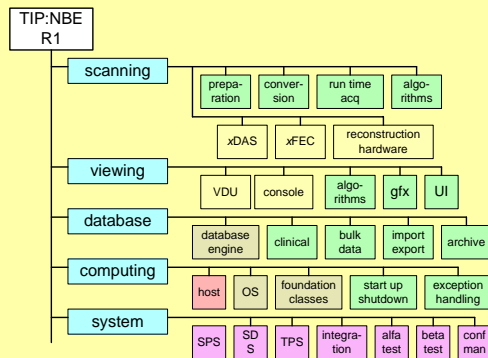 TIP:NBE
R1
scanning
prepa-
ration
conver-
sion
run time
acq
algo-
rithms
xDAS
xFEC
reconstruction
hardware
viewing
VDU
console
algo-
rithms
gfx
UI
database
database
engine
clinical
bulk
data
import
export
archive
computing
host
OS
foundation
classes
start up
shutdown
exception
handling
system
SPS
SD
S
TPS
integra-
tion
alfa
test
beta
test
conf
man